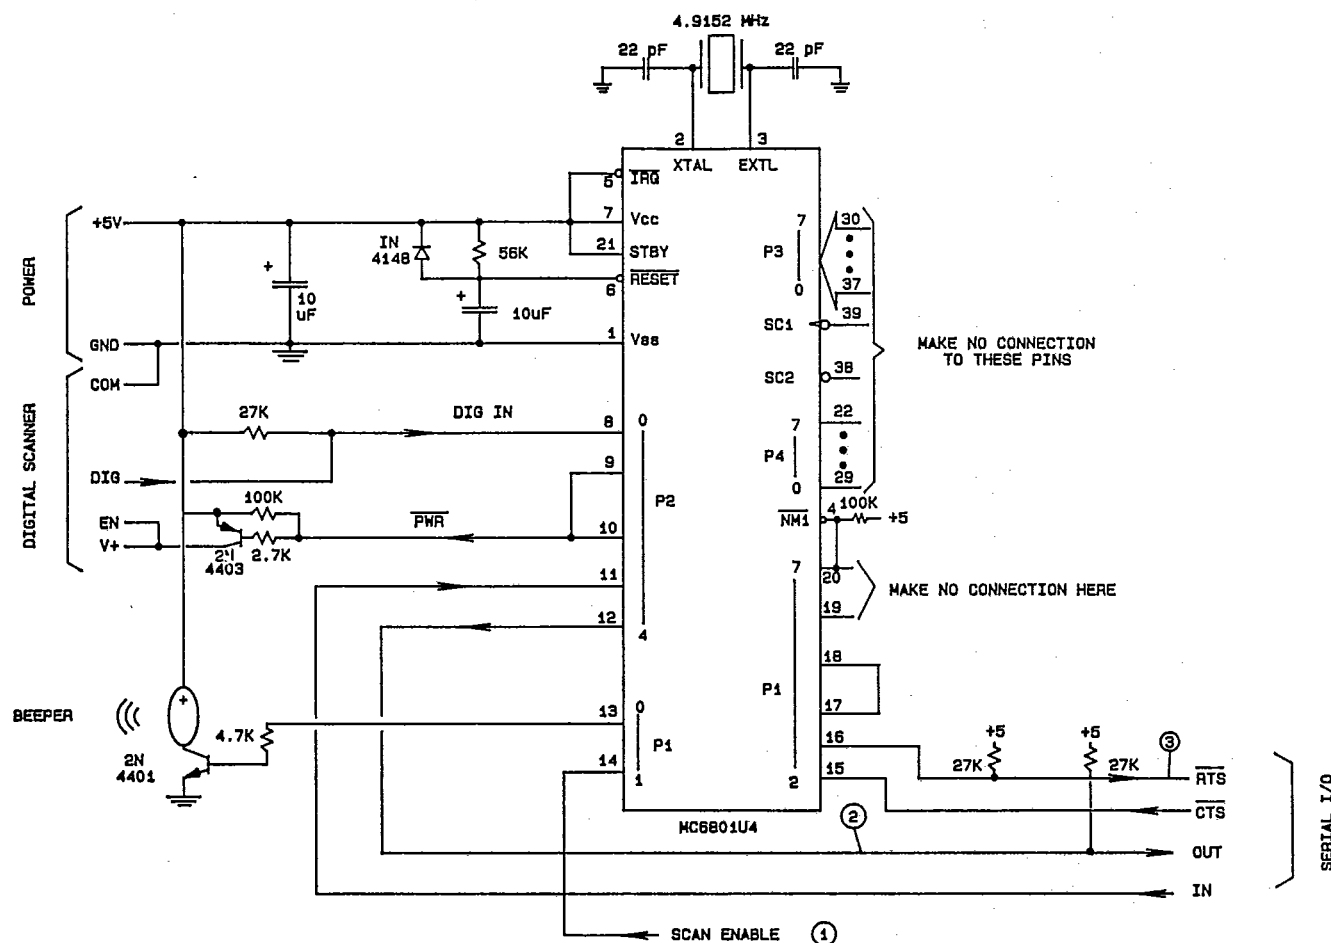 4.9152 MHz
22 pF
22 pF
2
3
XTAL
EXTL
5
IRQ
+5V
7
Vcc
IN
4148
56K
21
STBY
+
10
uF
RESET
6
+
10uF
1
Vss
GND
COM
POWER
7
30
P3
0
37
SC1
39
SC2
38
MAKE NO CONNECTION
TO THESE PINS
7
22
P4
0
29
NM1
4
100K
+5
27K
DIG IN
8
0
DIG
9
P2
100K
EN
V+
2N
4403
2.7K
PWR
10
DIGITAL SCANNER
11
12
4
7
20
19
MAKE NO CONNECTION HERE
18
P1
17
BEEPER
+
4.7K
2N
4401
13
0
P1
14
1
16
15
2
+5
+5
27K
27K
3
RTS
CTS
OUT
IN
SERIAL I/O
MC6801U4
2
SCAN ENABLE
1